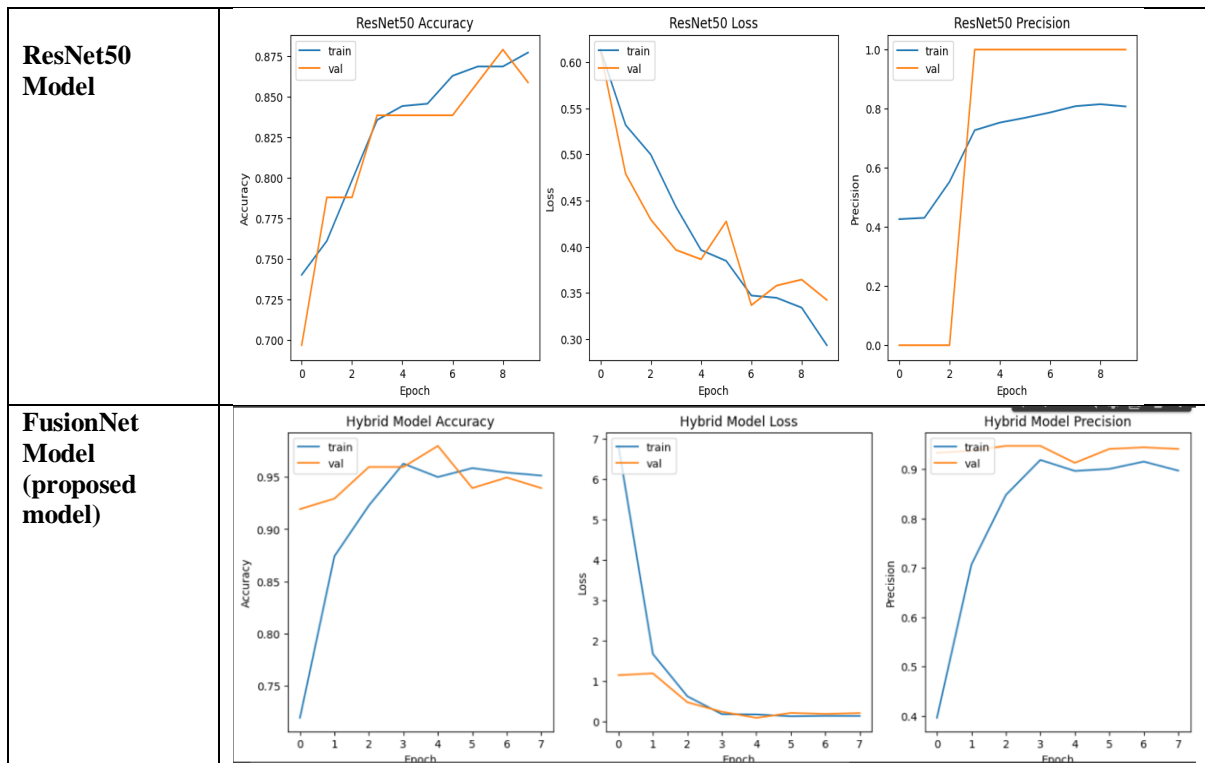 ResNet50
Model
ResNet50 Accuracy
train
val
0.875
0.850
0.825
0.800
0.775
0.750
0.725
0.700
Accuracy
0 2 4 6 8
Epoch
ResNet50 Loss
train
val
0.60
0.55
0.50
0.45
0.40
0.35
0.30
Loss
0 2 4 6 8
Epoch
ResNet50 Precision
train
val
1.0
0.8
0.6
0.4
0.2
0.0
Precision
0 2 4 6 8
Epoch
FusionNet
Model
(proposed
model)
Hybrid Model Accuracy
train
val
0.95
0.90
0.85
0.80
0.75
Accuracy
0 1 2 3 4 5 6 7
Epoch
Hybrid Model Loss
train
val
7
6
5
4
3
2
1
0
Loss
0 1 2 3 4 5 6 7
Epoch
Hybrid Model Precision
train
val
0.9
0.8
0.7
0.6
0.5
0.4
Precision
0 1 2 3 4 5 6 7
Epoch